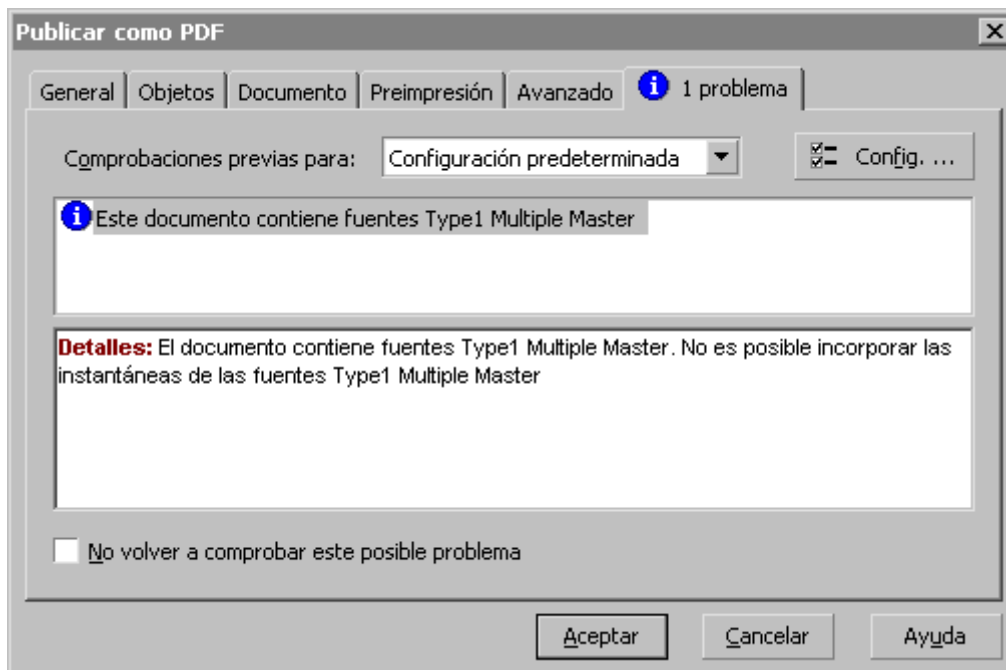 Publicar como PDF
General Objetos Documento Preimpresión Avanzado i 1 problema
Comprobaciones previas para: Configuración predeterminada Config. ...
i Este documento contiene fuentes Type1 Multiple Master
Detalles: El documento contiene fuentes Type1 Multiple Master. No es posible incorporar las
instantáneas de las fuentes Type1 Multiple Master
No volver a comprobar este posible problema
Aceptar Cancelar Ayuda